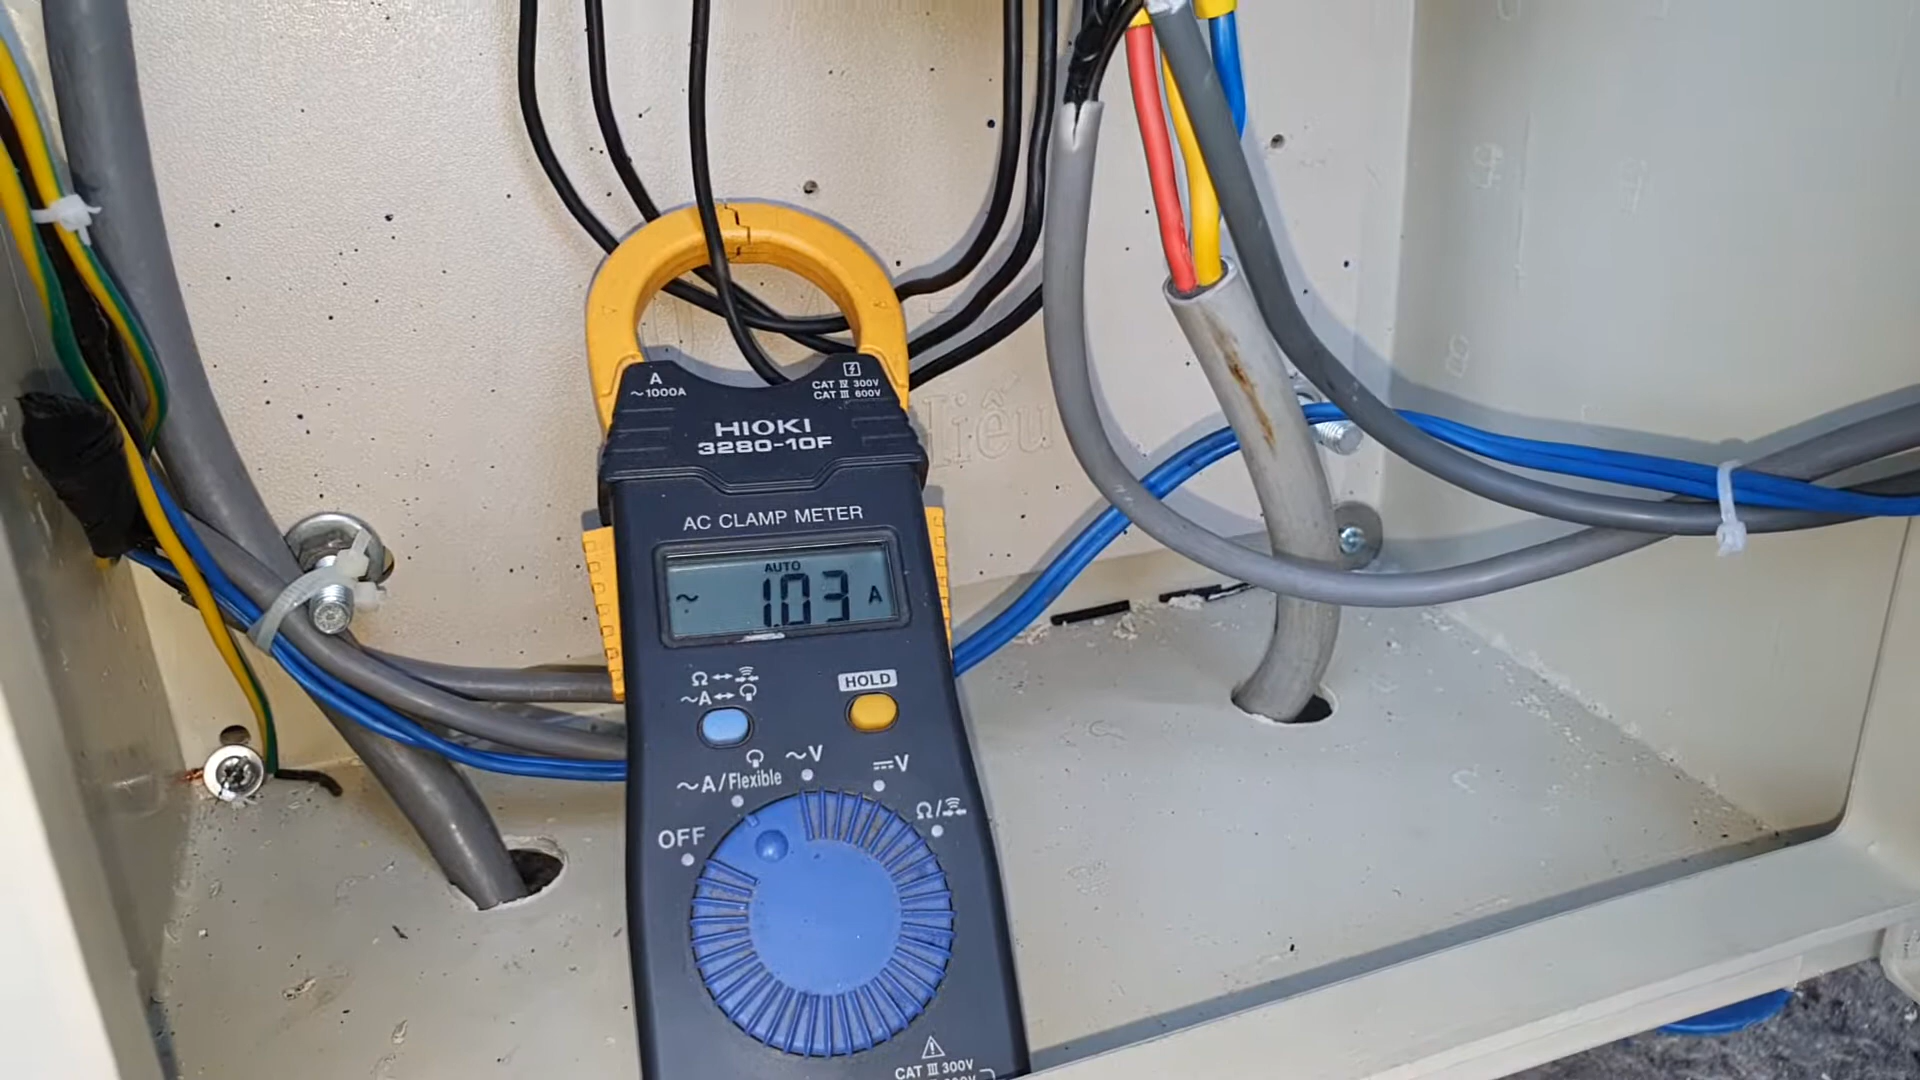 A
~1000A
CAT Ⅳ 300V
CAT Ⅲ 600V
HIOKI
3280-10F
hiếu
AC CLAMP METER
AUTO
~ 1.03 A
Ω↔
~A↔
HOLD
~A/Flexible
~V
⎓V
Ω/
OFF
CAT Ⅲ 300V